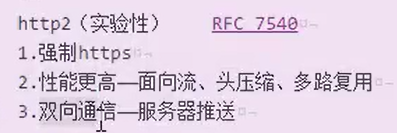 http2（实验性） RFC 7540
1.强制https
2.性能更高——面向流、头压缩、多路复用
3.双向通信——服务器推送